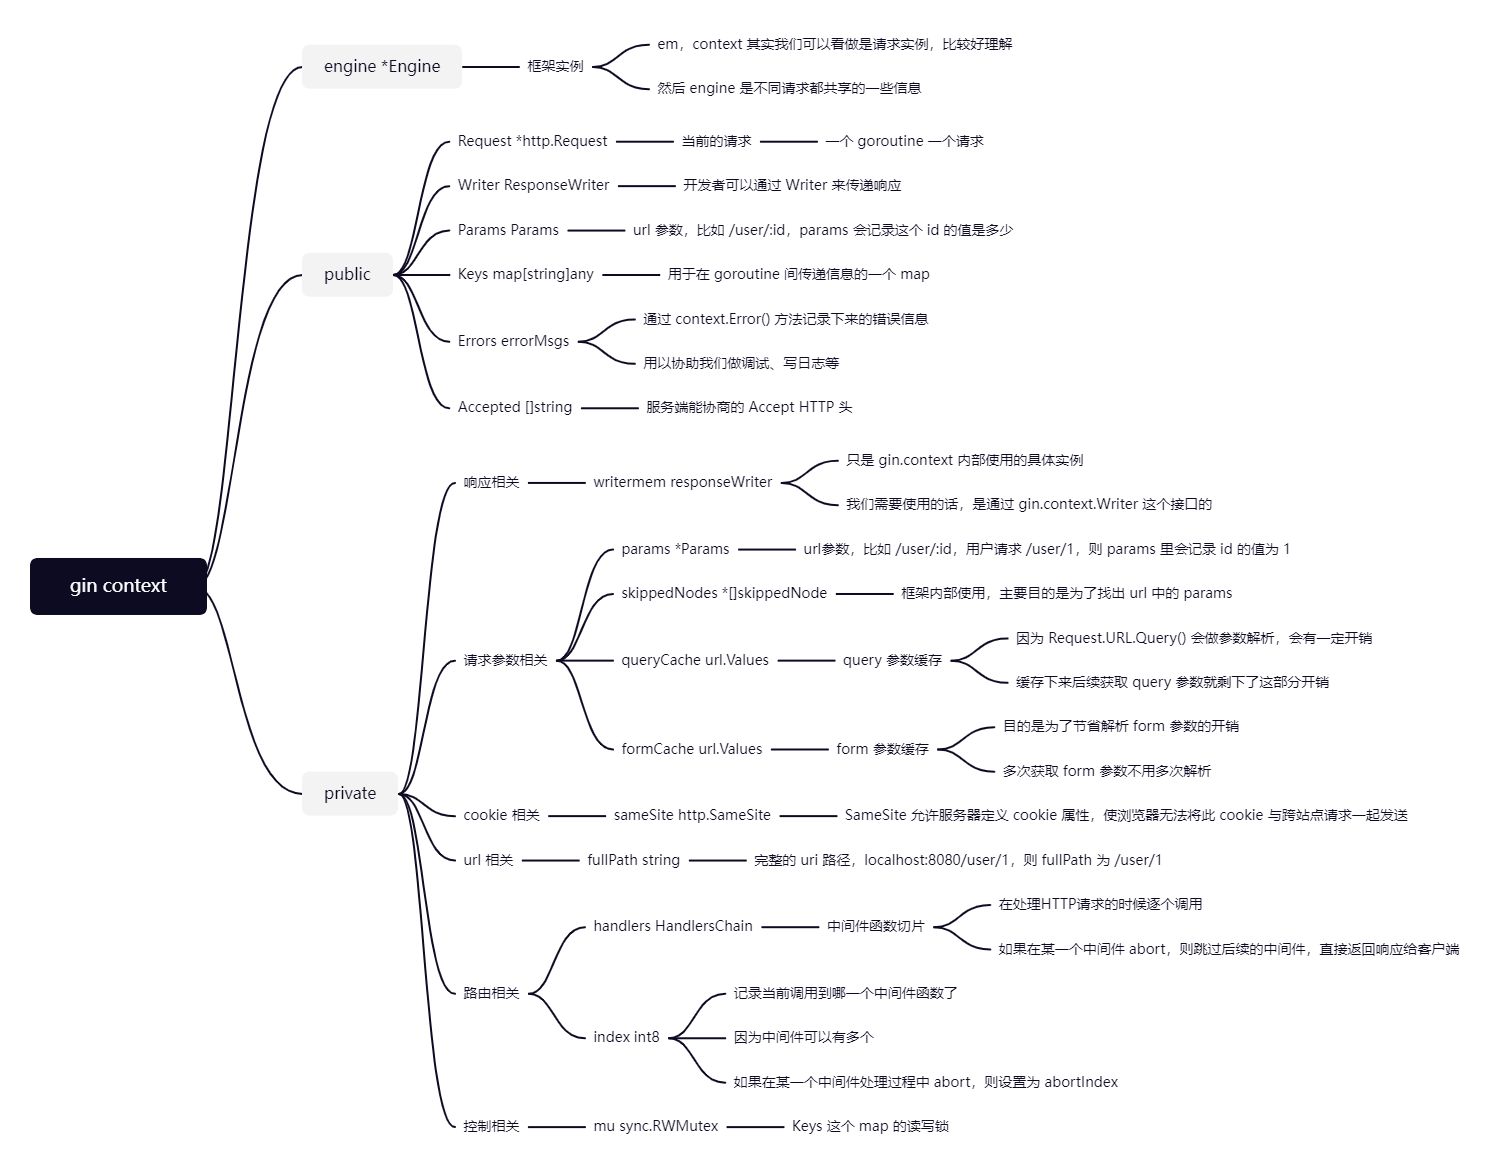 gin context
engine *Engine
框架实例
em，context 其实我们可以看做是请求实例，比较好理解
然后 engine 是不同请求都共享的一些信息
public
Request *http.Request
当前的请求
一个 goroutine 一个请求
Writer ResponseWriter
开发者可以通过 Writer 来传递响应
Params Params
url 参数，比如 /user/:id，params 会记录这个 id 的值是多少
Keys map[string]any
用于在 goroutine 间传递信息的一个 map
Errors errorMsgs
通过 context.Error() 方法记录下来的错误信息
用以协助我们做调试、写日志等
Accepted []string
服务端能协商的 Accept HTTP 头
private
响应相关
writermem responseWriter
只是 gin.context 内部使用的具体实例
我们需要使用的话，是通过 gin.context.Writer 这个接口的
请求参数相关
params *Params
url参数，比如 /user/:id，用户请求 /user/1，则 params 里会记录 id 的值为 1
skippedNodes *[]skippedNode
框架内部使用，主要目的是为了找出 url 中的 params
queryCache url.Values
query 参数缓存
因为 Request.URL.Query() 会做参数解析，会有一定开销
缓存下来后续获取 query 参数就剩下了这部分开销
formCache url.Values
form 参数缓存
目的是为了节省解析 form 参数的开销
多次获取 form 参数不用多次解析
cookie 相关
sameSite http.SameSite
SameSite 允许服务器定义 cookie 属性，使浏览器无法将此 cookie 与跨站点请求一起发送
url 相关
fullPath string
完整的 uri 路径，localhost:8080/user/1，则 fullPath 为 /user/1
路由相关
handlers HandlersChain
中间件函数切片
在处理HTTP请求的时候逐个调用
如果在某一个中间件 abort，则跳过后续的中间件，直接返回响应给客户端
index int8
记录当前调用到哪一个中间件函数了
因为中间件可以有多个
如果在某一个中间件处理过程中 abort，则设置为 abortIndex
控制相关
mu sync.RWMutex
Keys 这个 map 的读写锁